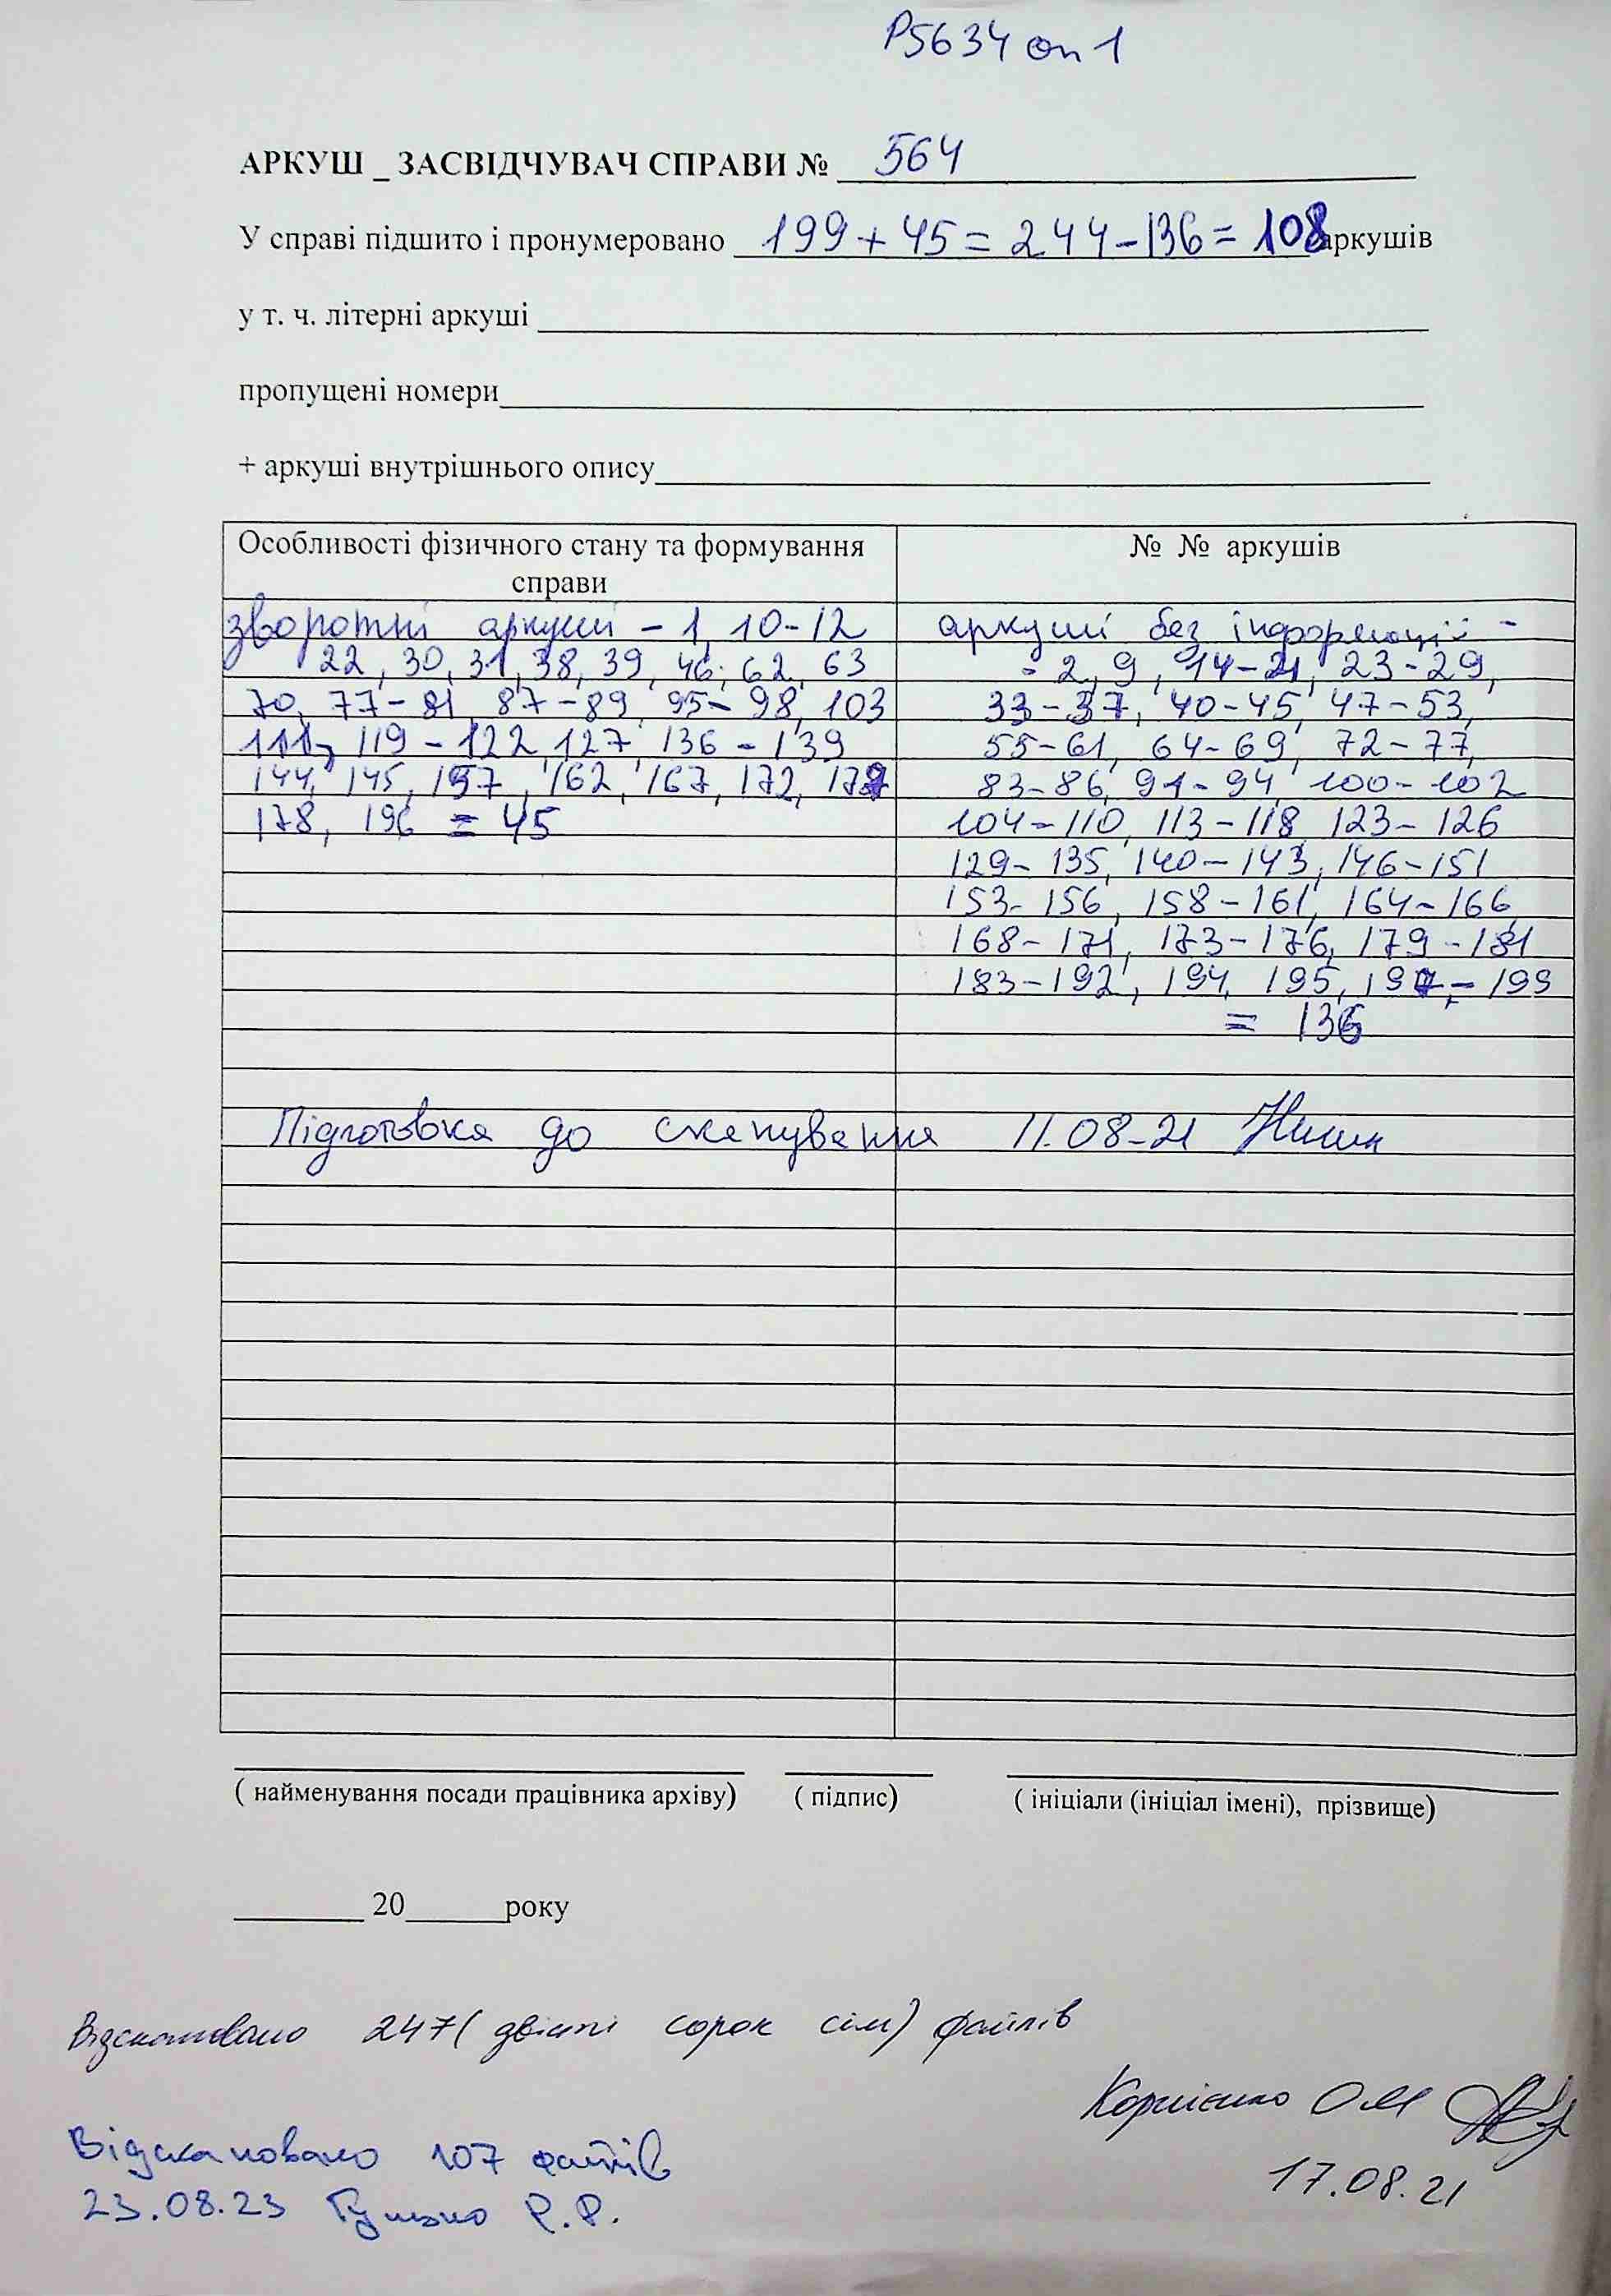 Р5634 оп 1
АРКУШ _ ЗАСВІДЧУВАЧ СПРАВИ № 564
У справі підшито і пронумеровано 199 + 45 = 244 - 136 = 108 аркушів
у т. ч. літерні аркуші
пропущені номери
+ аркуші внутрішнього опису
Особливості фізичного стану та формування справи
№ № аркушів
зворотні аркуші - 1, 10-12
22, 30, 31, 38, 39, 46, 62, 63
70, 77-81, 87-89, 95-98, 103
111, 119-122, 127, 136-139
144, 145, 157, 162, 167, 172,
178, 196 = 45
аркуші без інформації -
- 2, 9, 14-21, 23-29,
33-37, 40-45, 47-53,
55-61, 64-69, 72-77,
83-86, 91-94, 100-102
104-110, 113-118, 123-126
129-135, 140-143, 146-151
153-156, 158-161, 164-166,
168-171, 173-176, 179-181
183-192, 194, 195, 197-199
= 136
Підготовка до сканування 11.08-21
( найменування посади працівника архіву) ( підпис) ( ініціали (ініціал імені), прізвище)
20 року
Відскановано 247 ( двісті сорок сім) файлів
Корнієнко О М
17.08.21
Відскановано 107 файлів
23.08.23 Р.Р.